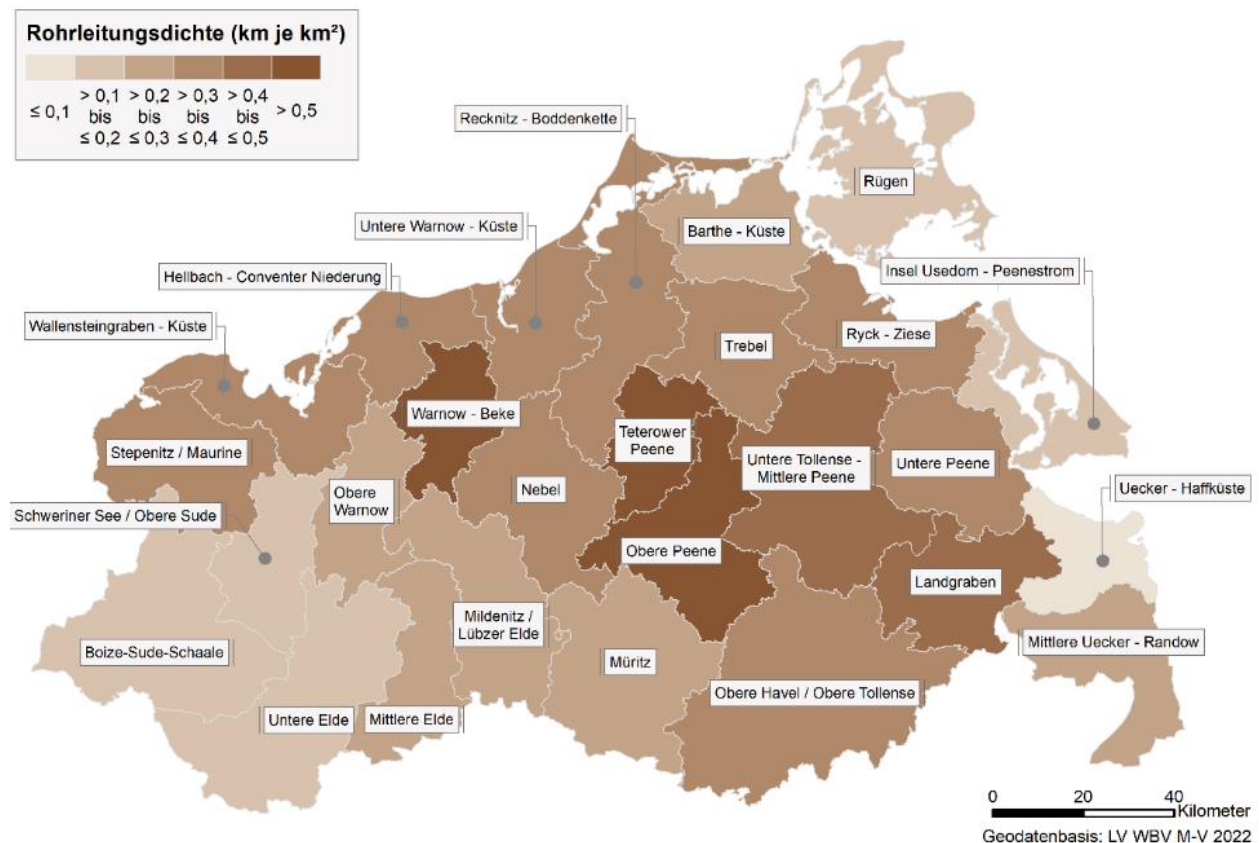 Rohrleitungsdichte (km je km²)
≤ 0,1
> 0,1
bis
≤ 0,2
> 0,2
bis
≤ 0,3
> 0,3
bis
≤ 0,4
> 0,4
bis
≤ 0,5
> 0,5
Recknitz - Boddenkette
Rügen
Untere Warnow - Küste
Barthe - Küste
Hellbach - Conventer Niederung
Insel Usedom - Peenestrom
Wallensteingraben - Küste
Ryck - Ziese
Trebel
Warnow - Beke
Teterower
Peene
Stepenitz / Maurine
Untere Tollense -
Mittlere Peene
Untere Peene
Obere
Warnow
Nebel
Uecker - Haffküste
Schweriner See / Obere Sude
Obere Peene
Landgraben
Mildenitz /
Lübzer Elde
Mittlere Uecker - Randow
Boize-Sude-Schaale
Müritz
Obere Havel / Obere Tollense
Untere Elde
Mittlere Elde
0 20 40
Kilometer
Geodatenbasis: LV WBV M-V 2022